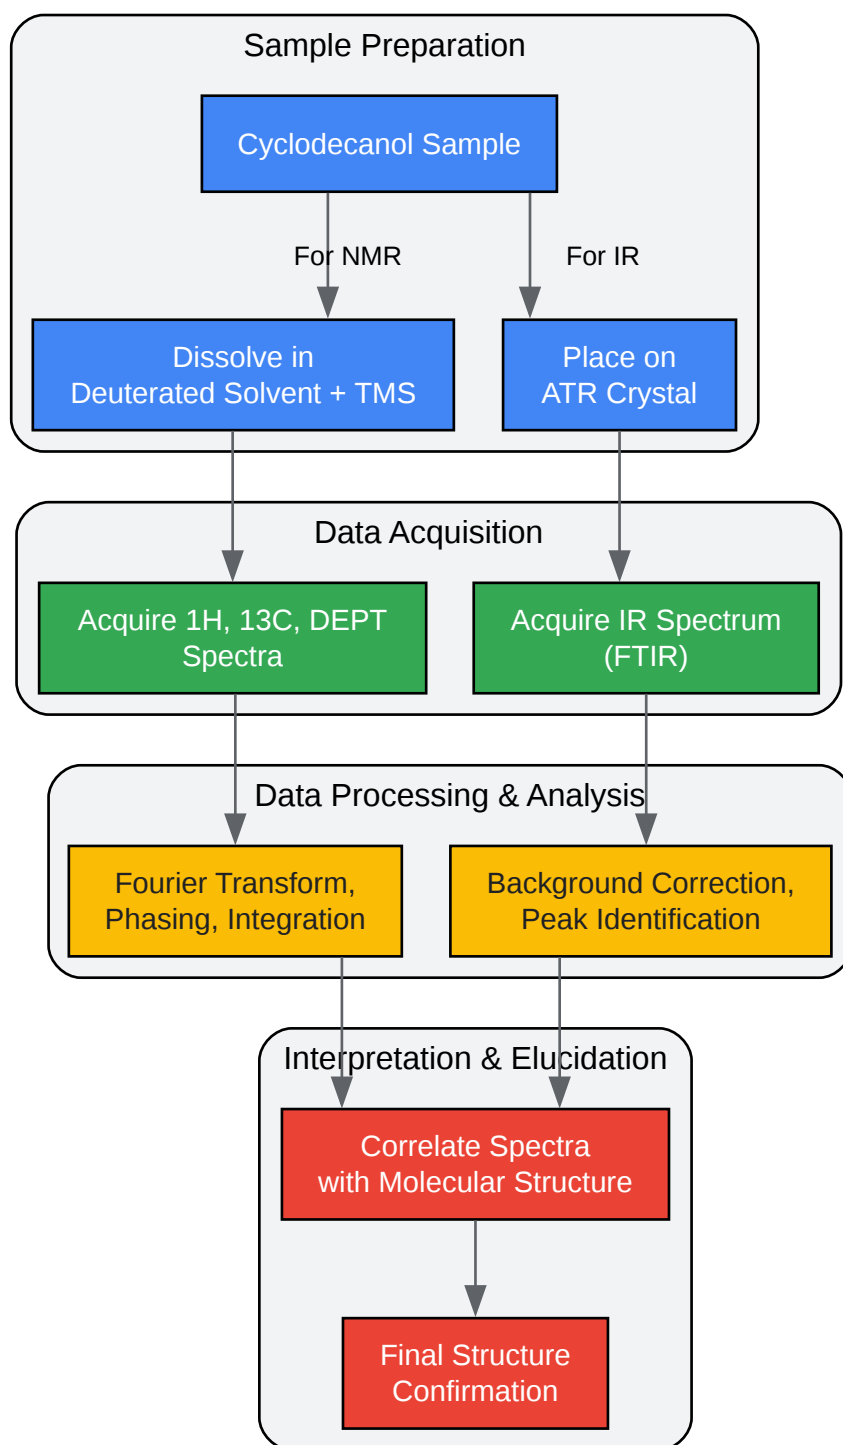 Sample Preparation
Cyclodecanol Sample
For NMR
For IR
Dissolve in
Deuterated Solvent + TMS
Place on
ATR Crystal
Data Acquisition
Acquire 1H, 13C, DEPT
Spectra
Acquire IR Spectrum
(FTIR)
Data Processing & Analysis
Fourier Transform,
Phasing, Integration
Background Correction,
Peak Identification
Interpretation & Elucidation
Correlate Spectra
with Molecular Structure
Final Structure
Confirmation